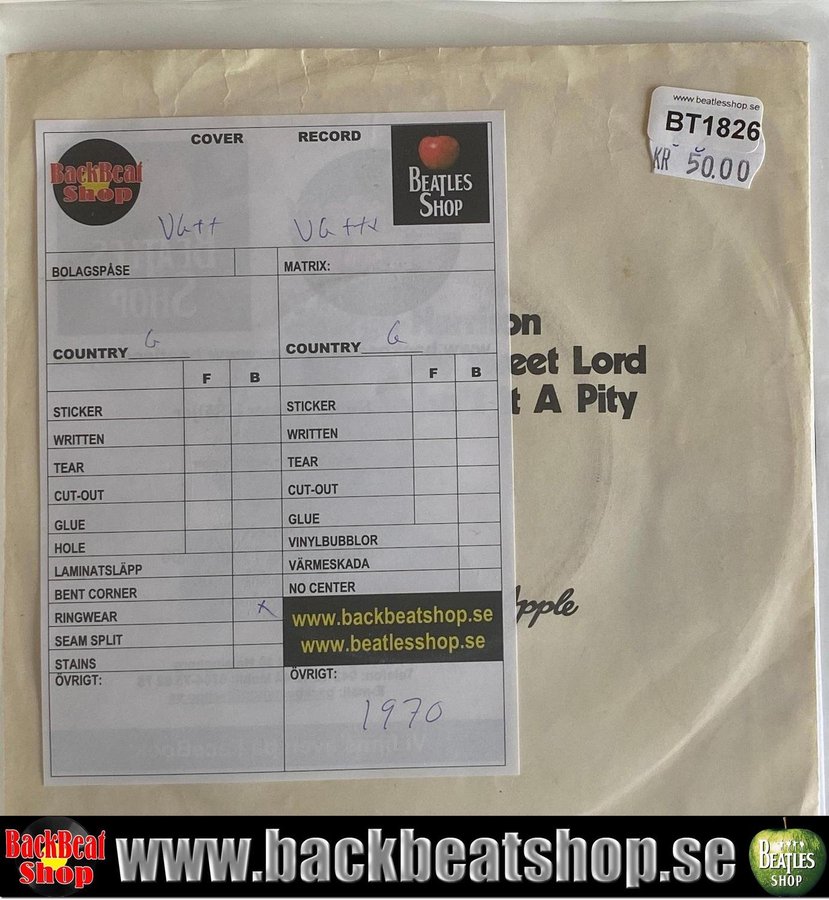 www.beatlesshop.se
BT1826
KR 50.00
COVER RECORD
BackBeat
Shop
BEATLES
SHOP
VG++ VG++
BOLAGSPÅSE MATRIX:
COUNTRY G COUNTRY G
F B F B
STICKER STICKER
WRITTEN WRITTEN
TEAR TEAR
CUT-OUT CUT-OUT
GLUE GLUE
HOLE VINYLBUBBLOR
LAMINATSLÄPP VÄRMESKADA
BENT CORNER NO CENTER
RINGWEAR x
SEAM SPLIT
STAINS
www.backbeatshop.se
www.beatlesshop.se
ÖVRIGT: ÖVRIGT:
1970
on
eet Lord
t A Pity
pple
BackBeat
Shop
www.backbeatshop.se
BEATLES
SHOP